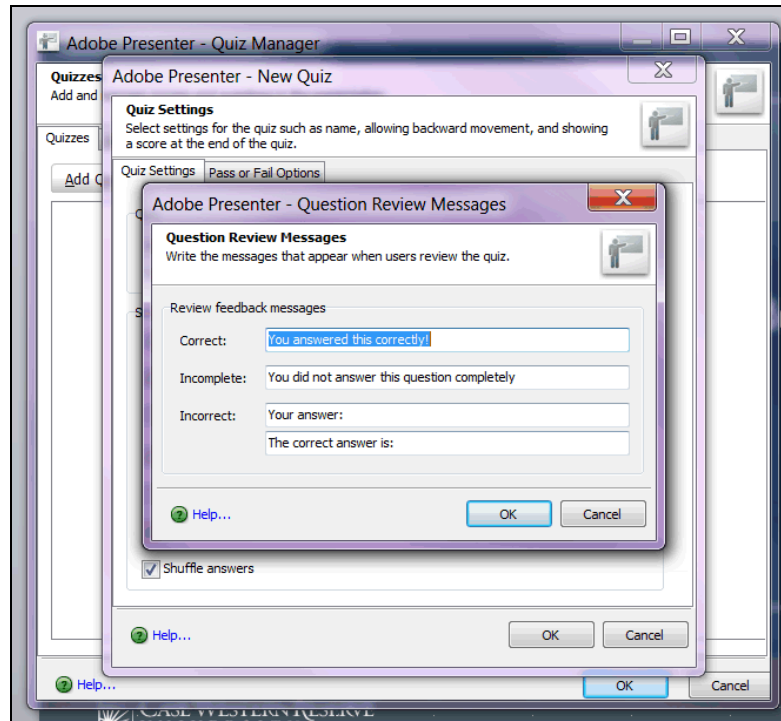 Adobe Presenter - Quiz Manager
Quizzes
Add and
Quizzes
Add Q
Adobe Presenter - New Quiz
Quiz Settings
Select settings for the quiz such as name, allowing backward movement, and showing
a score at the end of the quiz.
Quiz Settings Pass or Fail Options
Adobe Presenter - Question Review Messages
Question Review Messages
Write the messages that appear when users review the quiz.
Review feedback messages
Correct: You answered this correctly!
Incomplete: You did not answer this question completely
Incorrect: Your answer:
The correct answer is:
Help... OK Cancel
Shuffle answers
Help... OK Cancel
Help... OK Cancel
CASE WESTERN RESERVE